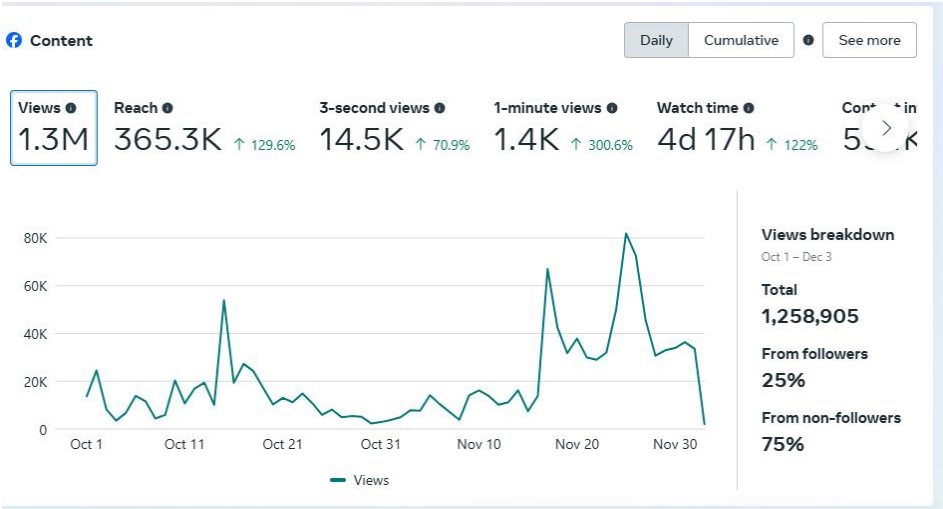 Content
Daily Cumulative See more
Views Reach 3-second views 1-minute views Watch time
1.3M 365.3K ↑ 129.6% 14.5K ↑ 70.9% 1.4K ↑ 300.6% 4d 17h ↑ 122%
80K
60K
40K
20K
0
Oct 1 Oct 11 Oct 21 Oct 31 Nov 10 Nov 20 Nov 30
Views
Views breakdown
Oct 1 – Dec 3
Total
1,258,905
From followers
25%
From non-followers
75%